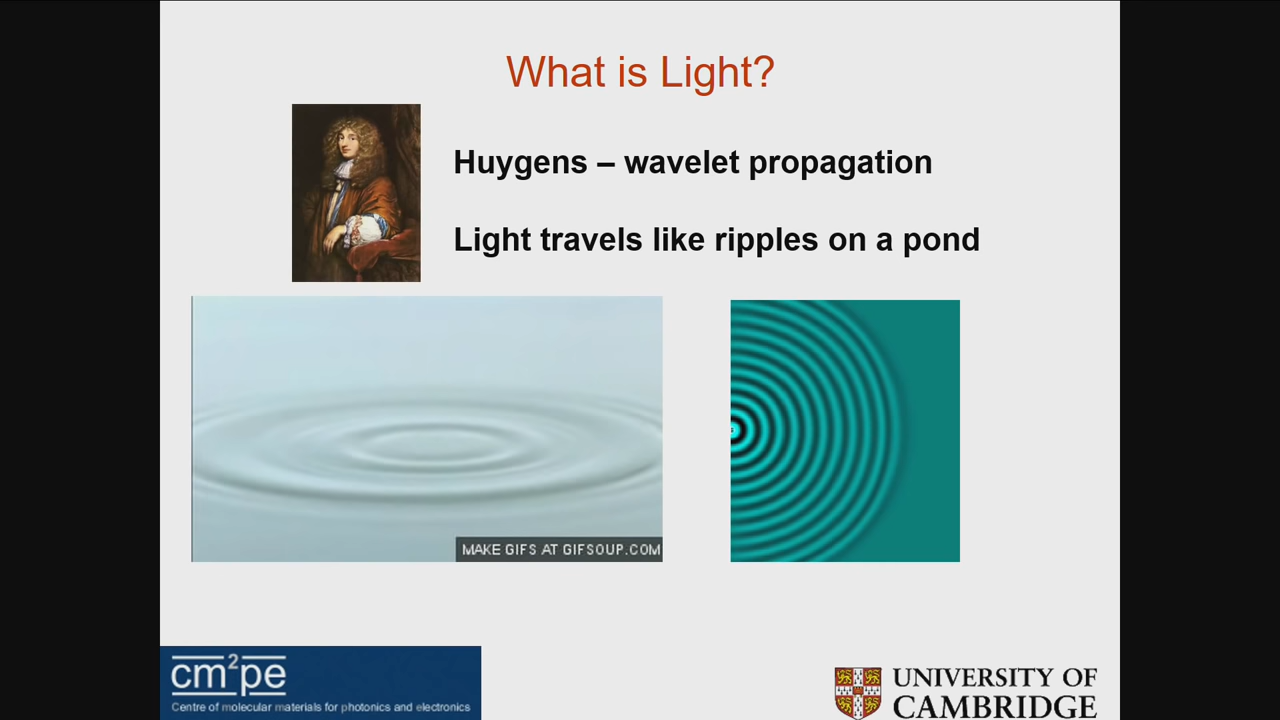 What is Light?
Huygens – wavelet propagation
Light travels like ripples on a pond
MAKE GIFS AT GIFSOUP.COM
cm²pe
Centre of molecular materials for photonics and electronics
UNIVERSITY OF
CAMBRIDGE